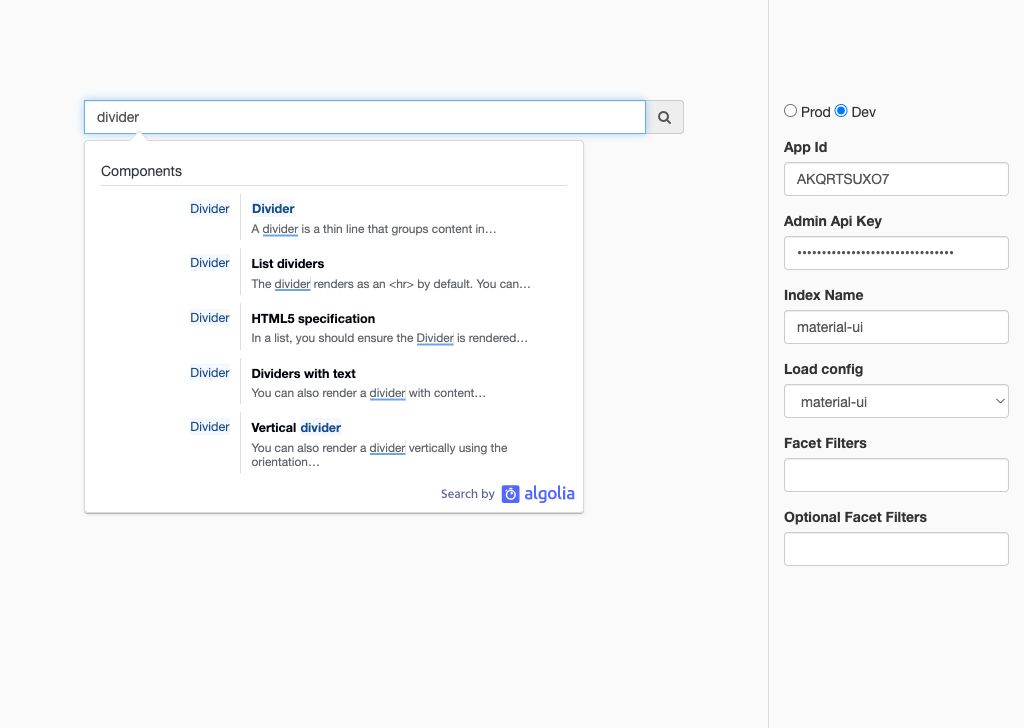 divider
Components
Divider
Divider
A divider is a thin line that groups content in…
Divider
List dividers
The divider renders as an <hr> by default. You can…
Divider
HTML5 specification
In a list, you should ensure the Divider is rendered…
Divider
Dividers with text
You can also render a divider with content…
Divider
Vertical divider
You can also render a divider vertically using the
orientation…
Search by algolia
Prod Dev
App Id
AKQRTSUXO7
Admin Api Key
••••••••••••••••••••••••••••••••
Index Name
material-ui
Load config
material-ui
Facet Filters
Optional Facet Filters